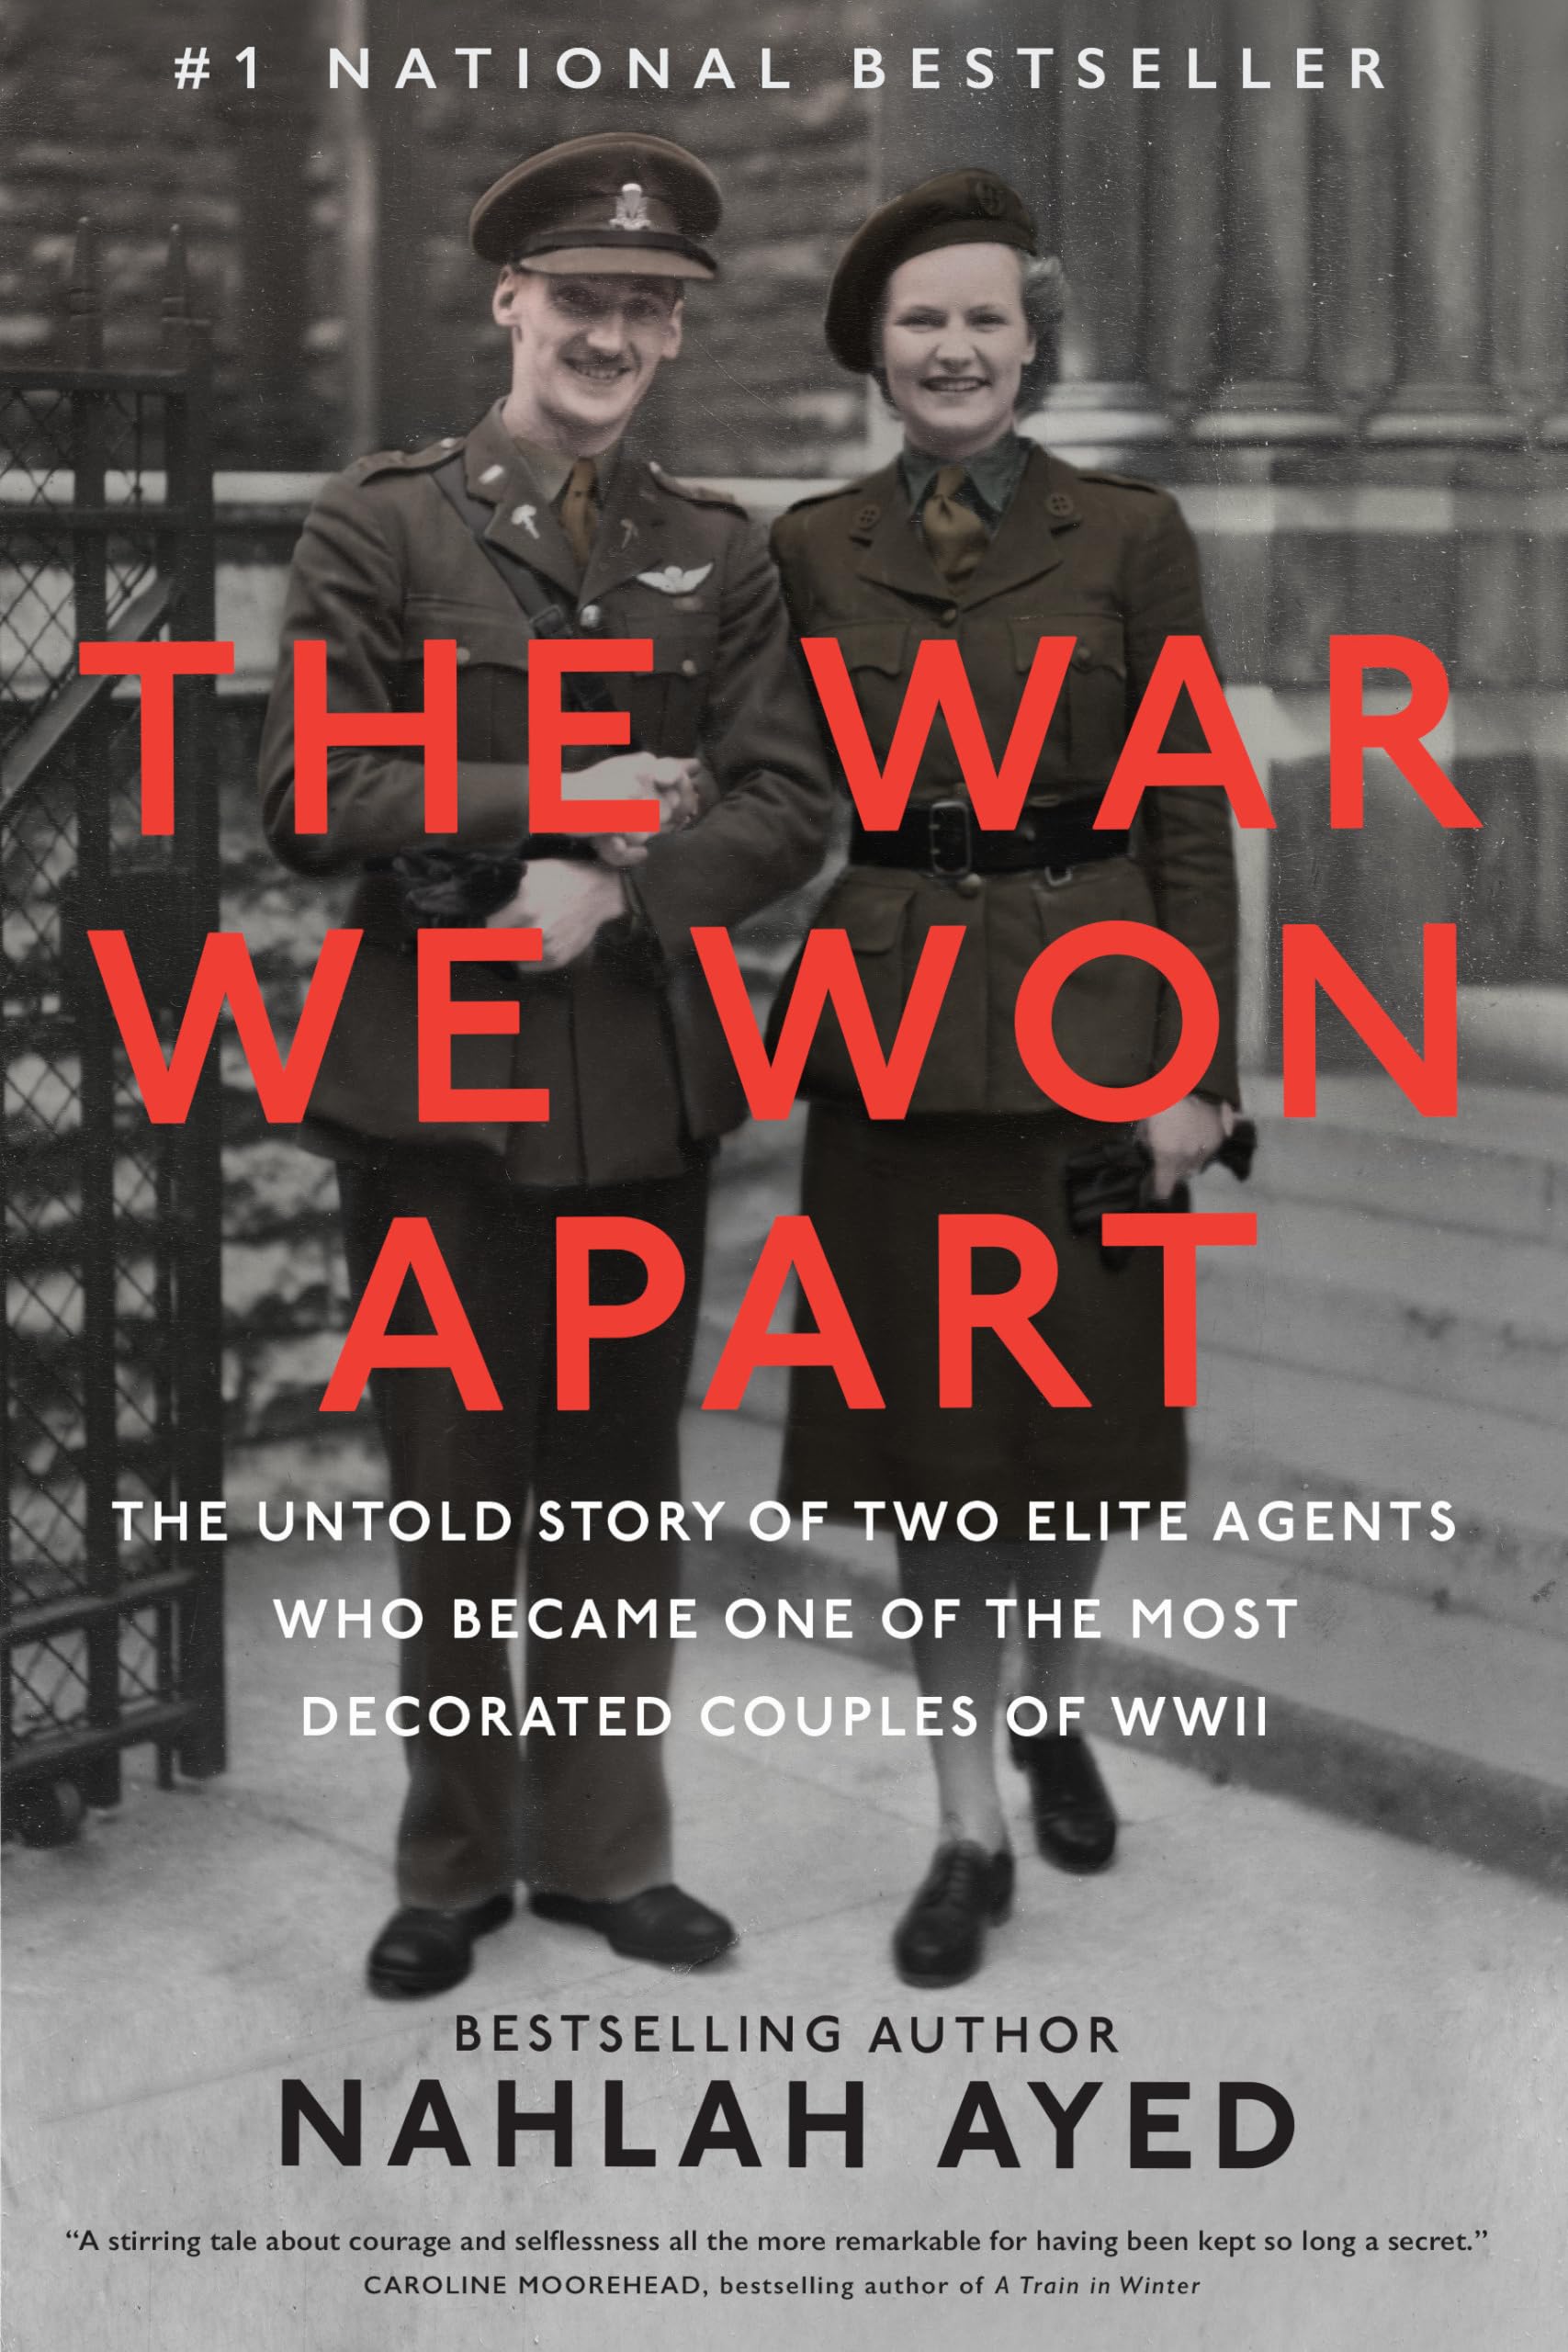 #1 NATIONAL BESTSELLER
THE WAR
WE WON
APART
THE UNTOLD STORY OF TWO ELITE AGENTS
WHO BECAME ONE OF THE MOST
DECORATED COUPLES OF WWII
BESTSELLING AUTHOR
NAHLAH AYED
“A stirring tale about courage and selflessness all the more remarkable for having been kept so long a secret.”
CAROLINE MOOREHEAD, bestselling author of A Train in Winter